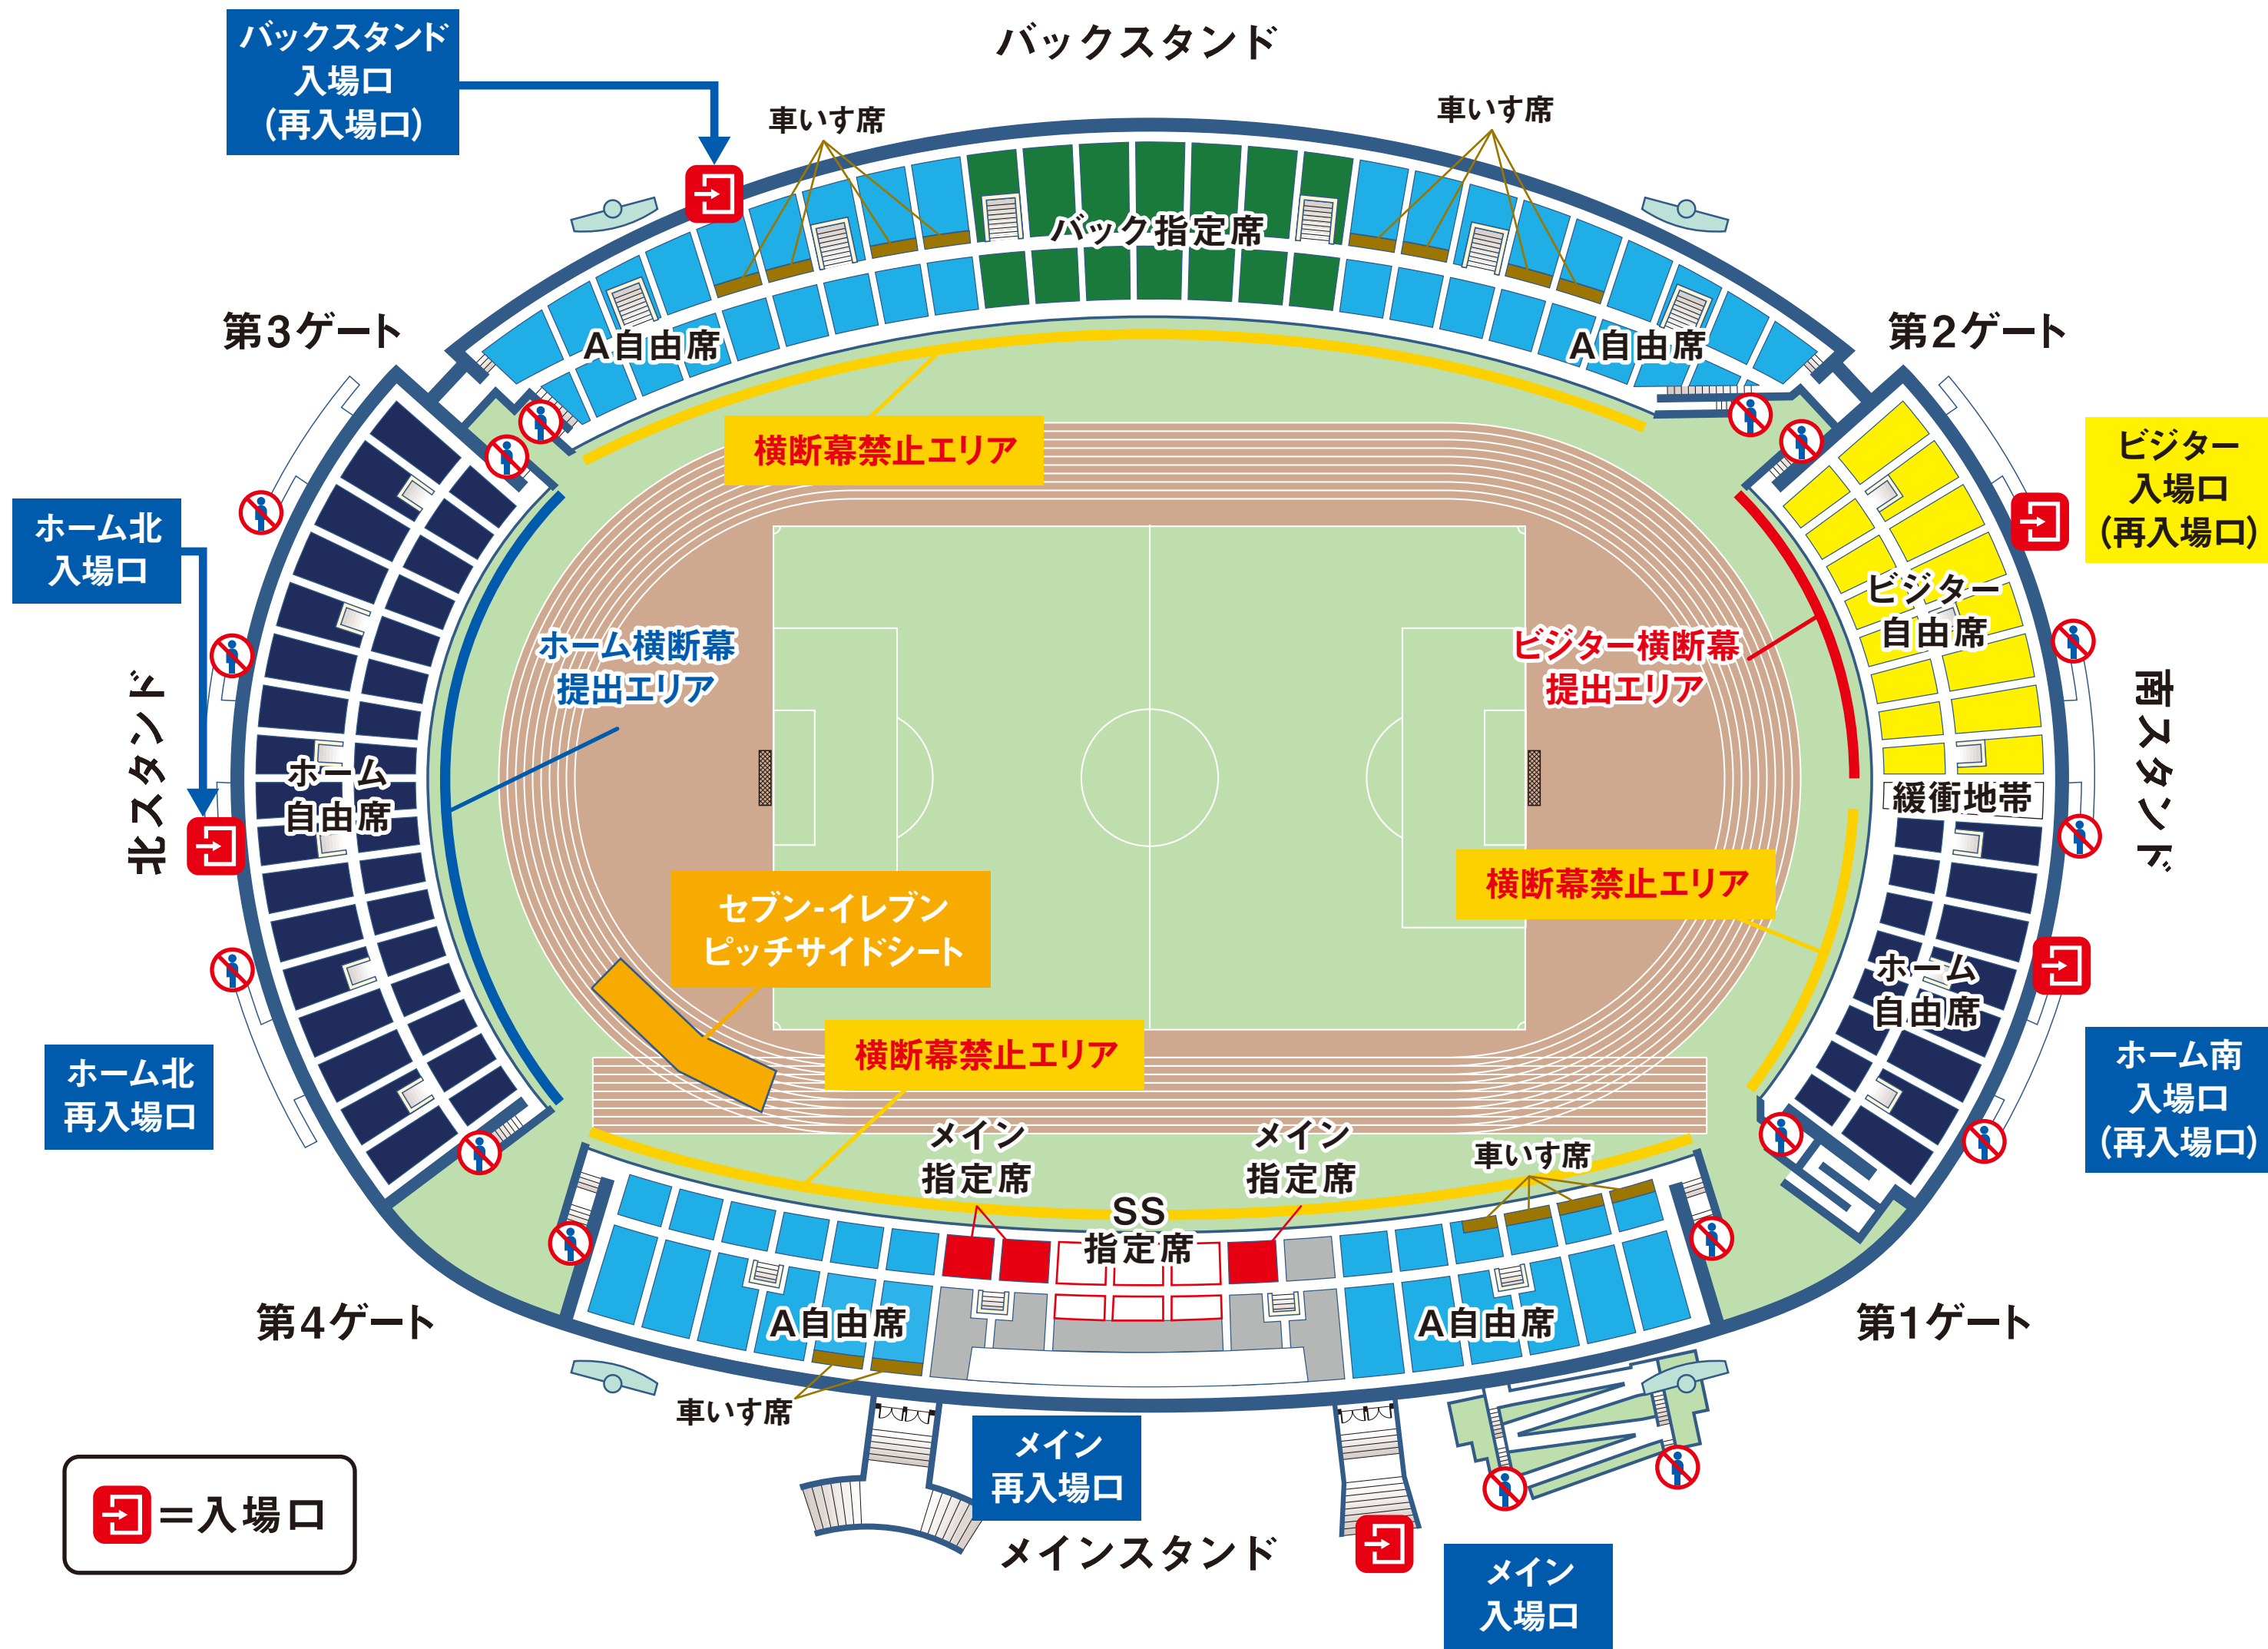 バックスタンド
バックスタンド
入場口
（再入場口）
車いす席
車いす席
バック指定席
第3ゲート
A自由席
A自由席
第2ゲート
横断幕禁止エリア
ビジター
入場口
（再入場口）
ホーム北
入場口
ビジター
自由席
ホーム横断幕
提出エリア
ビジター横断幕
提出エリア
北スタンド
南スタンド
ホーム
自由席
緩衝地帯
横断幕禁止エリア
セブン-イレブン
ピッチサイドシート
ホーム
自由席
横断幕禁止エリア
ホーム北
再入場口
ホーム南
入場口
（再入場口）
メイン
指定席
メイン
指定席
車いす席
SS
指定席
第4ゲート
A自由席
A自由席
第1ゲート
車いす席
メイン
再入場口
＝入場口
メインスタンド
メイン
入場口